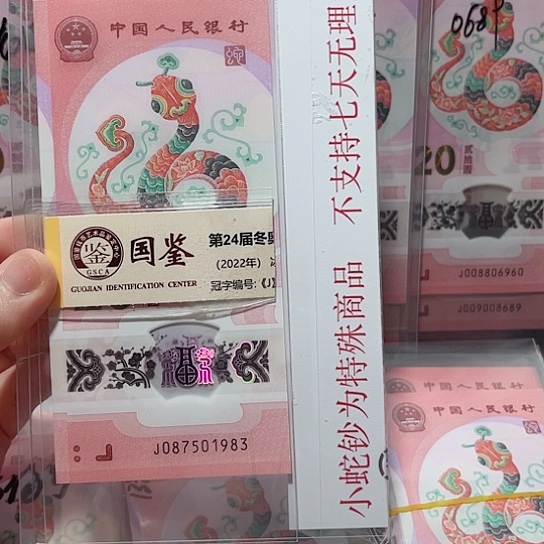 中国人民银行
GSCA
国鉴
GUOJIAN IDENTIFICATION CENTER
第24届冬奥
(2022年)
冠字编号:《J
福
J087501983
小蛇钞为特殊商品 不支持七天无理
0689
20
J008806960
J009008689
中国人民银行
中国人民银行